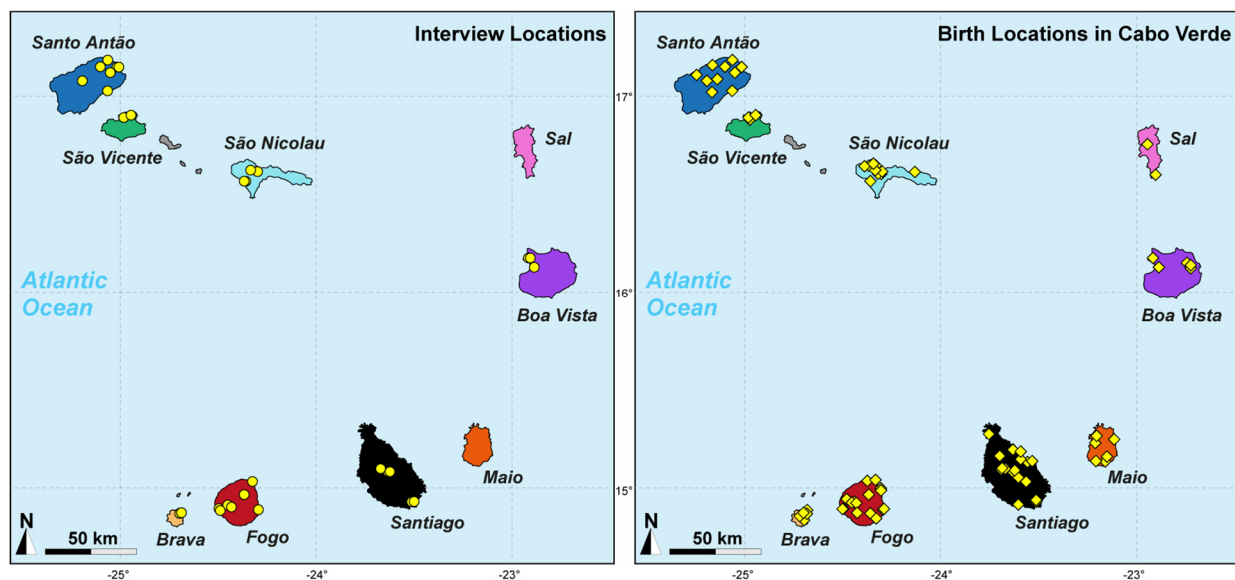 Interview Locations
Santo Antão
São Vicente
São Nicolau
Sal
Atlantic
Ocean
Boa Vista
Maio
Santiago
Fogo
Brava
N
50 km
-25°
-24°
-23°
17°
16°
15°
Birth Locations in Cabo Verde
Santo Antão
São Vicente
São Nicolau
Sal
Atlantic
Ocean
Boa Vista
Maio
Santiago
Fogo
Brava
N
50 km
-25°
-24°
-23°